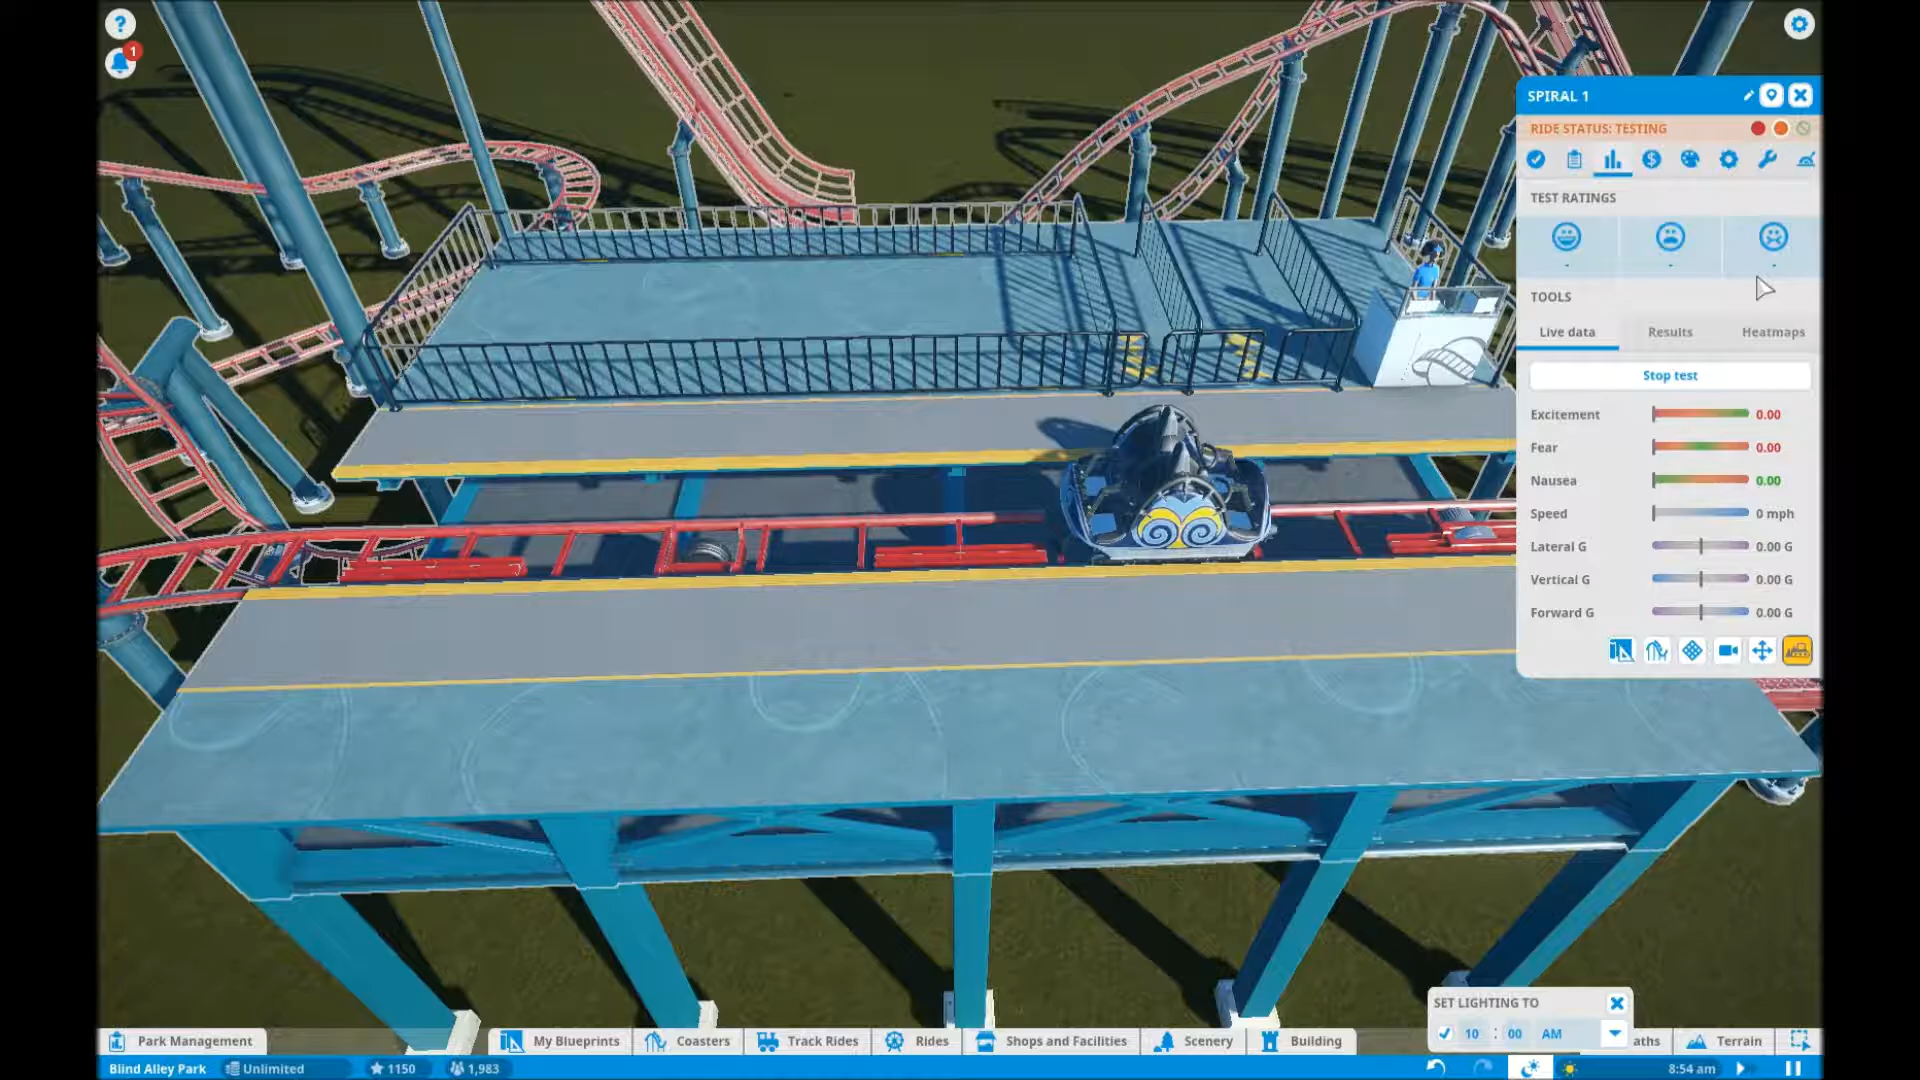 ?
1
SPIRAL 1
RIDE STATUS: TESTING
TEST RATINGS
- - -
TOOLS
Live data Results Heatmaps
Stop test
Excitement 0.00
Fear 0.00
Nausea 0.00
Speed 0 mph
Lateral G 0.00 G
Vertical G 0.00 G
Forward G 0.00 G
SET LIGHTING TO
10 : 00 AM
Park Management My Blueprints Coasters Track Rides Rides Shops and Facilities Scenery Building aths Terrain
Blind Alley Park Unlimited 1150 1,983 8:54 am